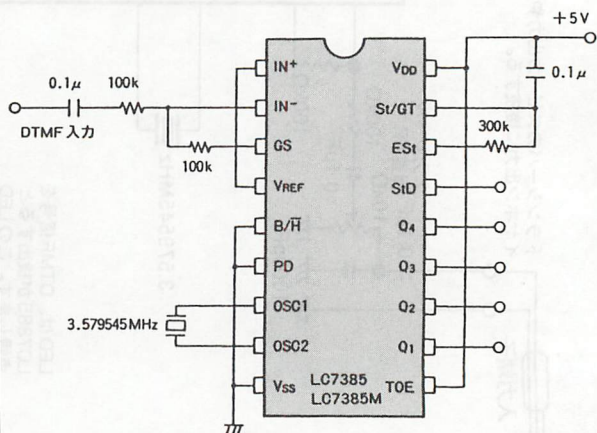 +5V
0.1μ
100k
DTMF入力
100k
0.1μ
300k
3.579545MHz
IN+
IN-
GS
VREF
B/H̅
PD
OSC1
OSC2
VSS
VDD
St/GT
ESt
StD
Q4
Q3
Q2
Q1
TOE
LC7385
LC7385M